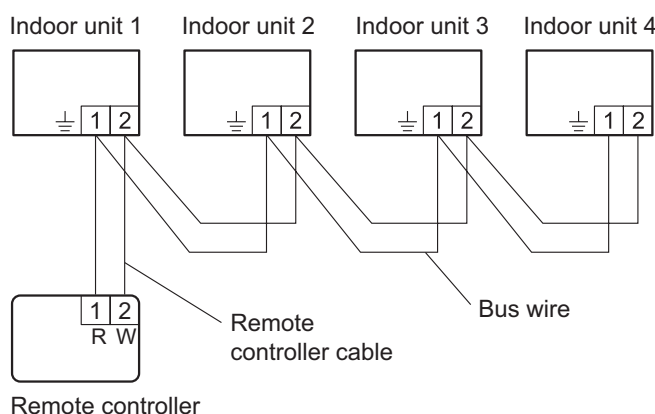 Indoor unit 1 Indoor unit 2 Indoor unit 3 Indoor unit 4
1 2 1 2 1 2 1 2
1 2
R W
Bus wire
Remote
controller cable
Remote controller